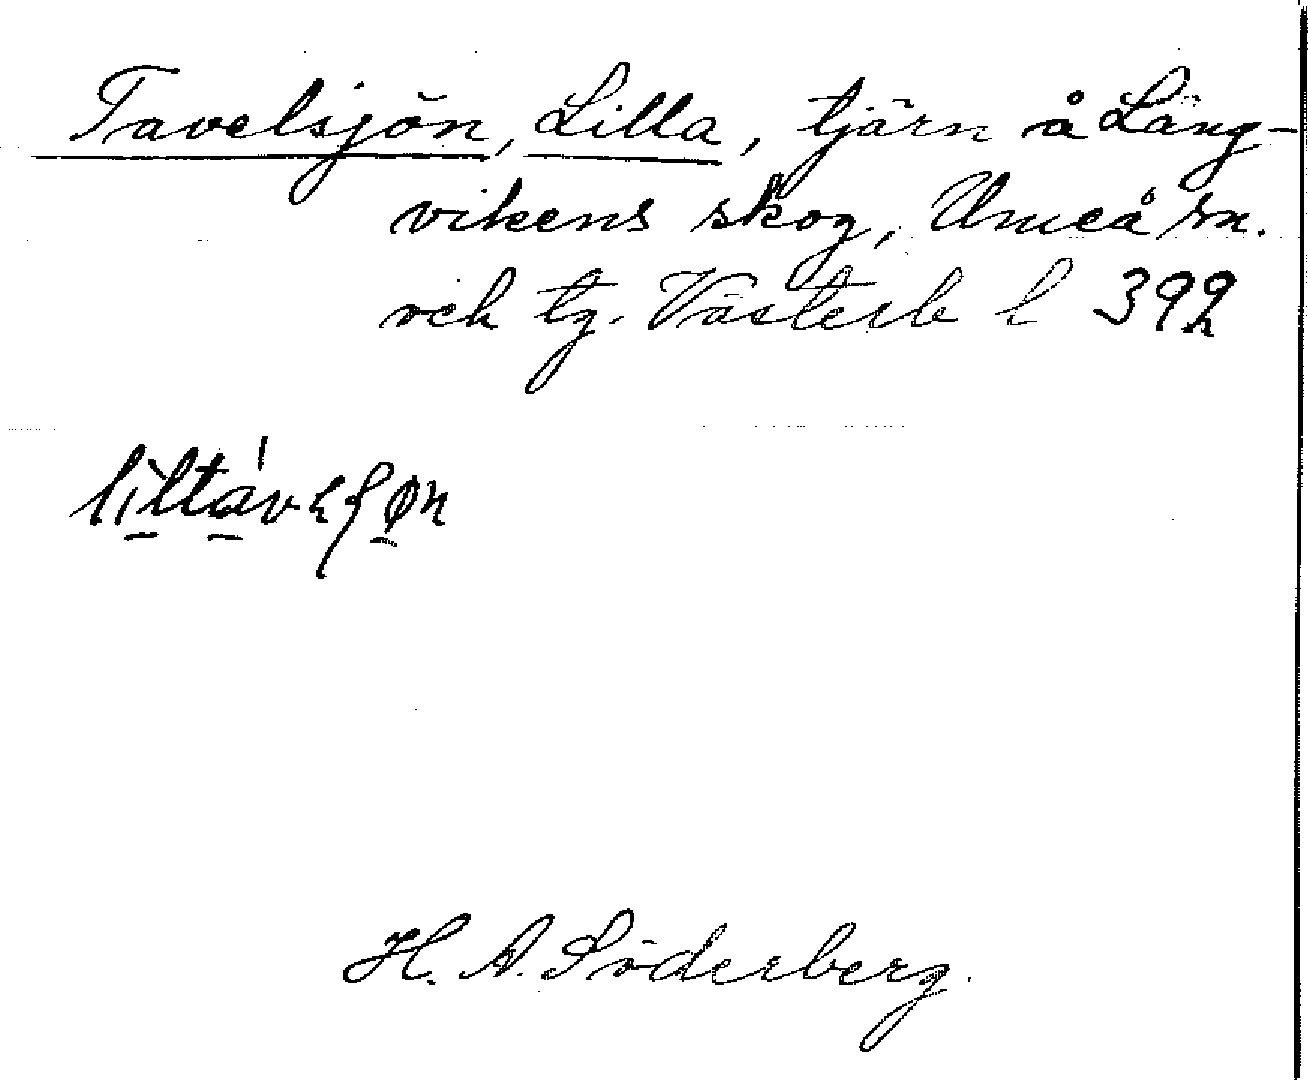 Tavelsjön, Lilla, tjärn å Lång-
vikens skog, Umeå sn.
och tg. Västerb l 392
H. A. Söderberg.